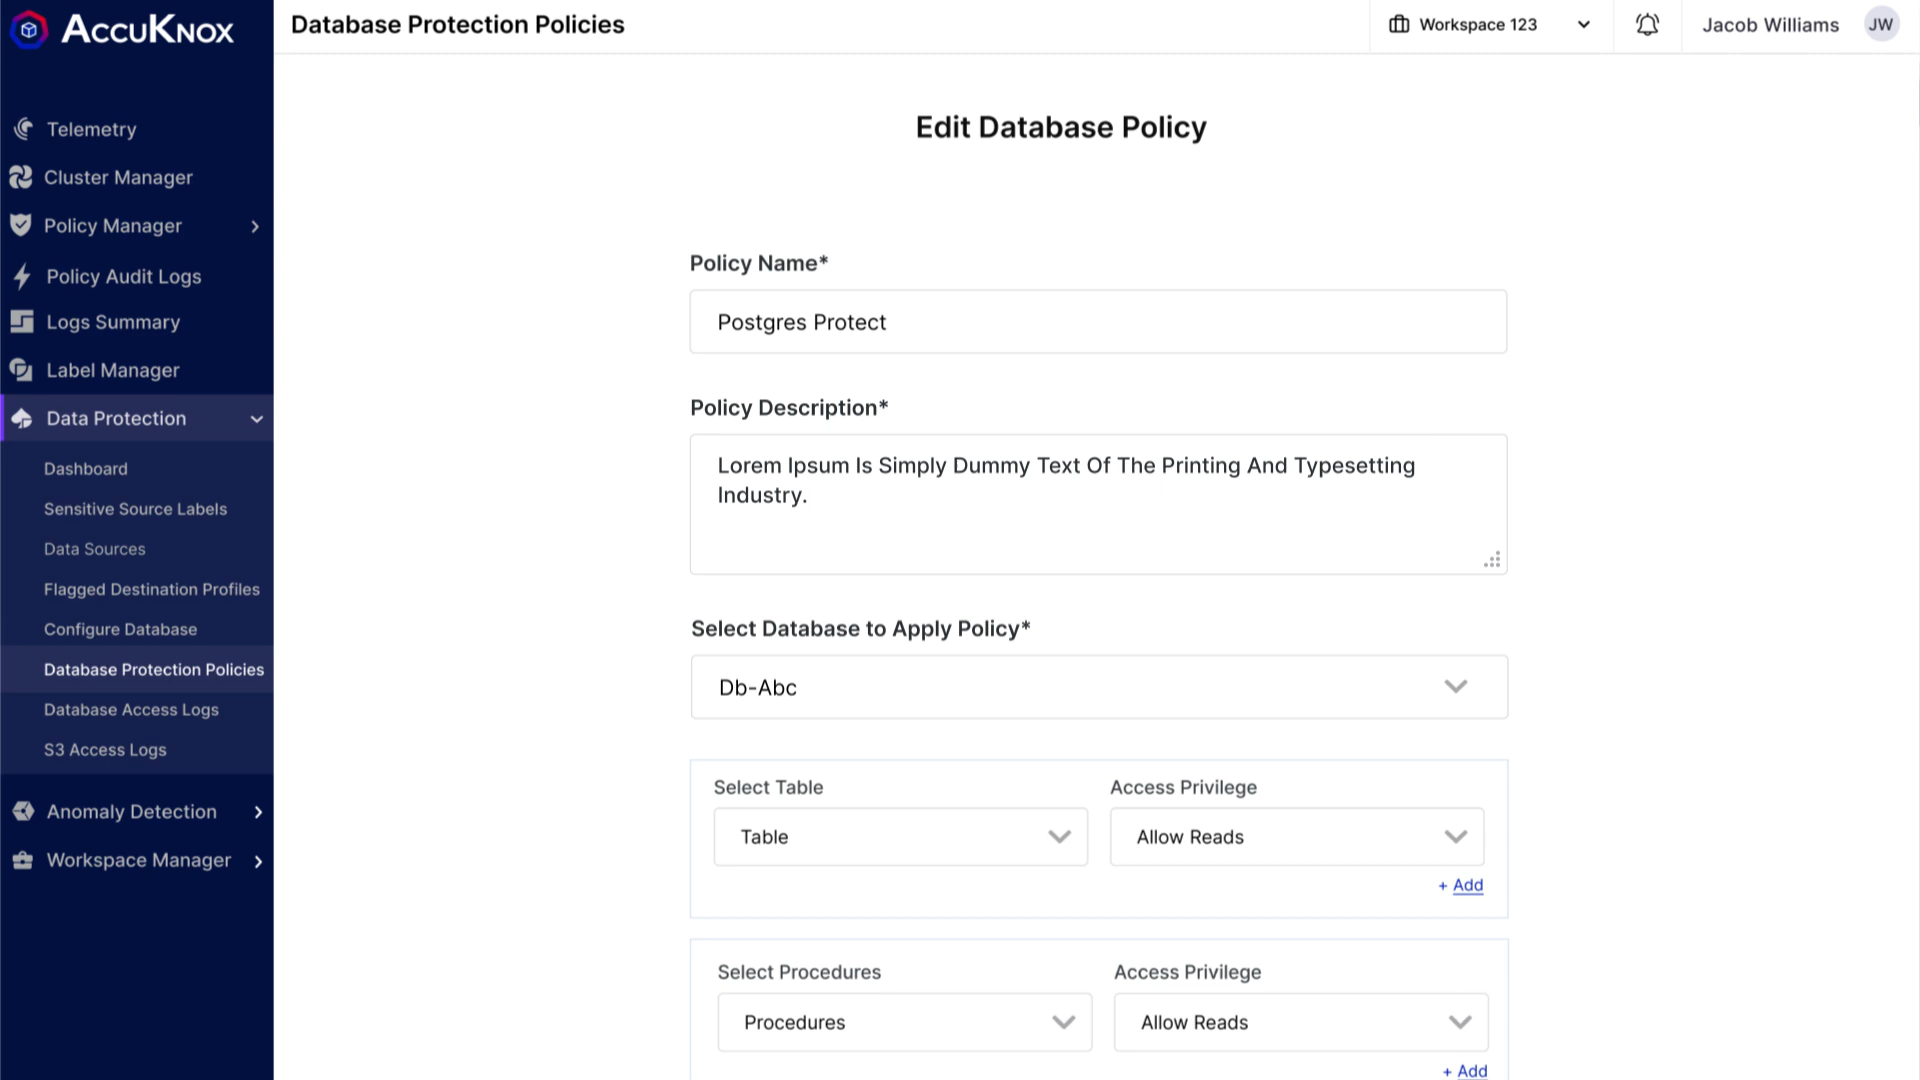 ACCUKNOX
Database Protection Policies
Workspace 123
Jacob Williams
JW
Telemetry
Cluster Manager
Policy Manager
Policy Audit Logs
Logs Summary
Label Manager
Data Protection
Dashboard
Sensitive Source Labels
Data Sources
Flagged Destination Profiles
Configure Database
Database Protection Policies
Database Access Logs
S3 Access Logs
Anomaly Detection
Workspace Manager
Edit Database Policy
Policy Name*
Postgres Protect
Policy Description*
Lorem Ipsum Is Simply Dummy Text Of The Printing And Typesetting
Industry.
Select Database to Apply Policy*
Db-Abc
Select Table
Access Privilege
Table
Allow Reads
+ Add
Select Procedures
Access Privilege
Procedures
Allow Reads
+ Add